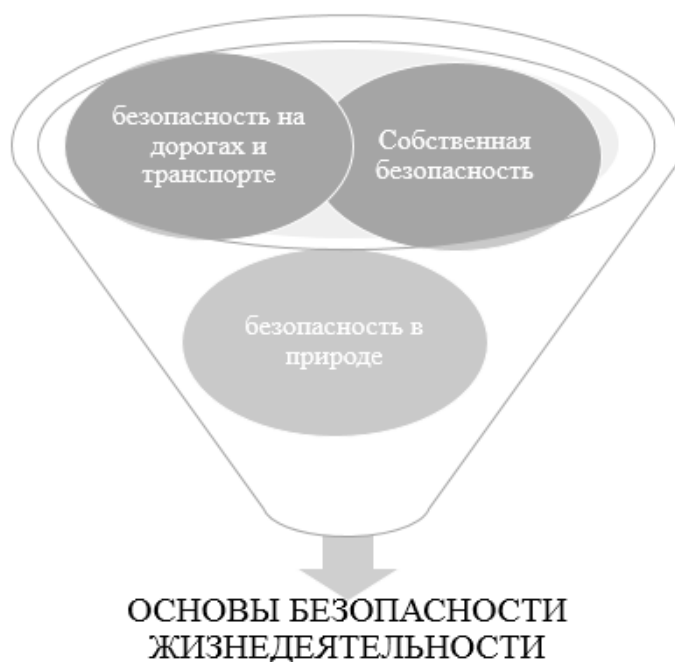 безопасность на
дорогах и
транспорте
Собственная
безопасность
безопасность в
природе
ОСНОВЫ БЕЗОПАСНОСТИ
ЖИЗНЕДЕЯТЕЛЬНОСТИ